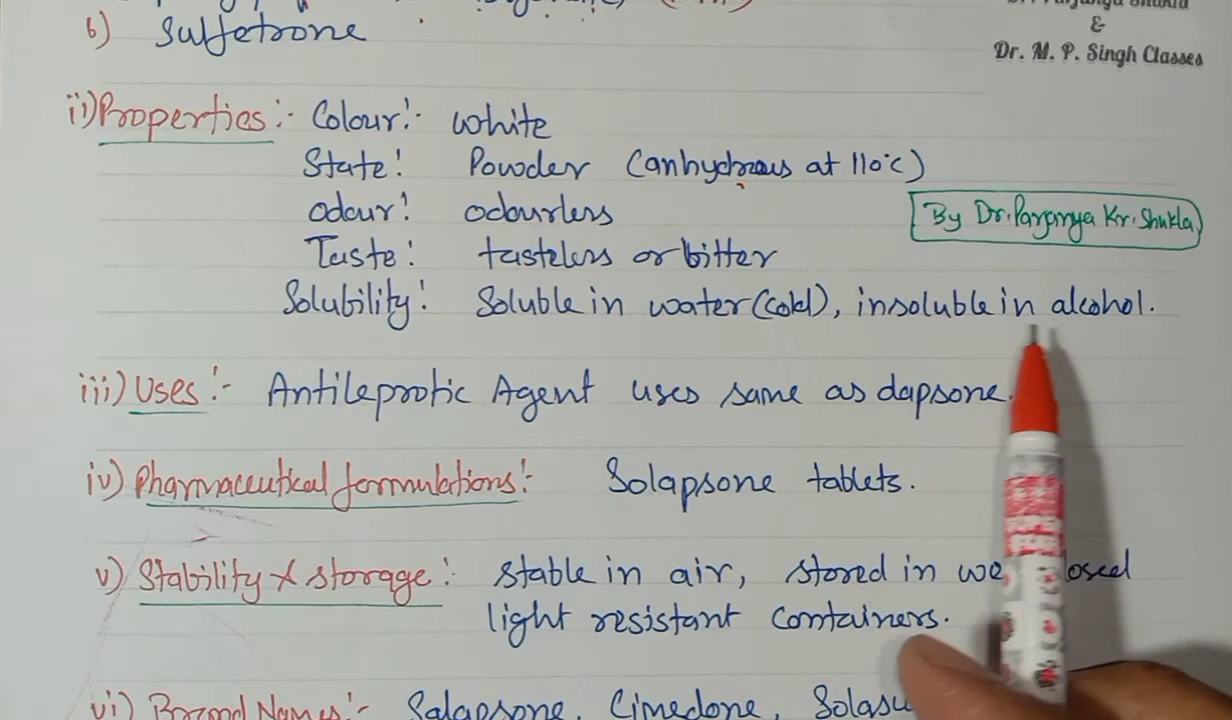 Dr. M. P. Singh Classes
&
6) Sulfetrone
ii) Properties:- Colour:- White
State: Powder (anhydrous at 110°C)
Odour: odourless
By Dr. Parjanya Kr. Shukla
Taste: tasteless or bitter
Solubility: Soluble in water (cold), insoluble in alcohol.
iii) Uses:- Antileprotic Agent uses same as dapsone.
iv) Pharmaceutical formulations:- Solapsone tablets.
v) Stability & storage: stable in air, stored in
light resistant containers.
vi) Brand Names:- Salapsone, Cimedone,